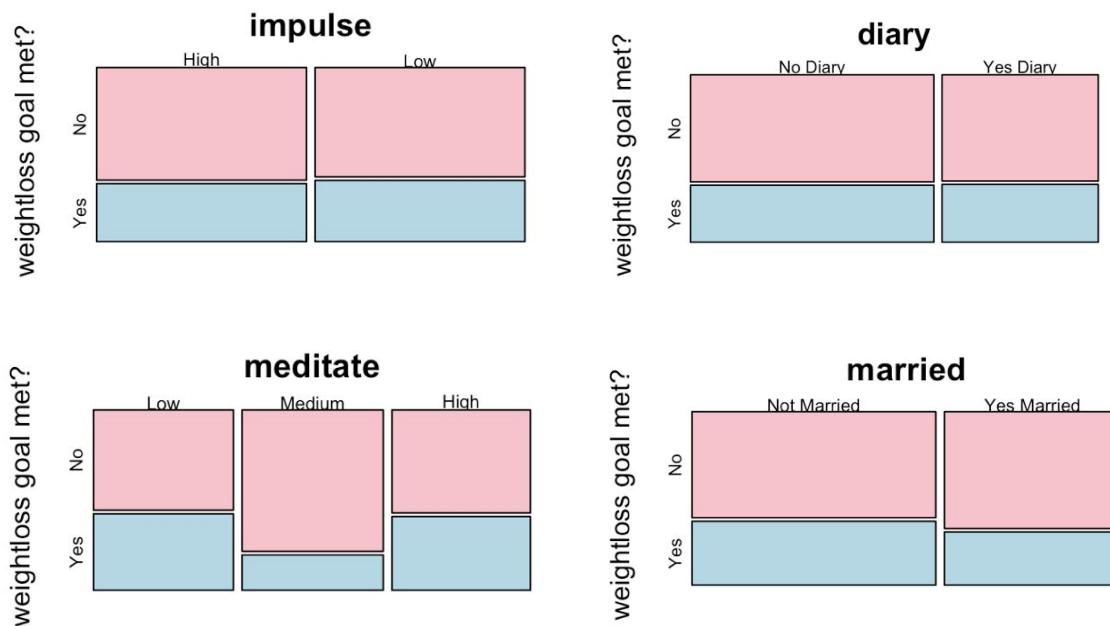 impulse
High Low
weightloss goal met?
No
Yes
diary
No Diary Yes Diary
weightloss goal met?
No
Yes
meditate
Low Medium High
weightloss goal met?
No
Yes
married
Not Married Yes Married
weightloss goal met?
No
Yes